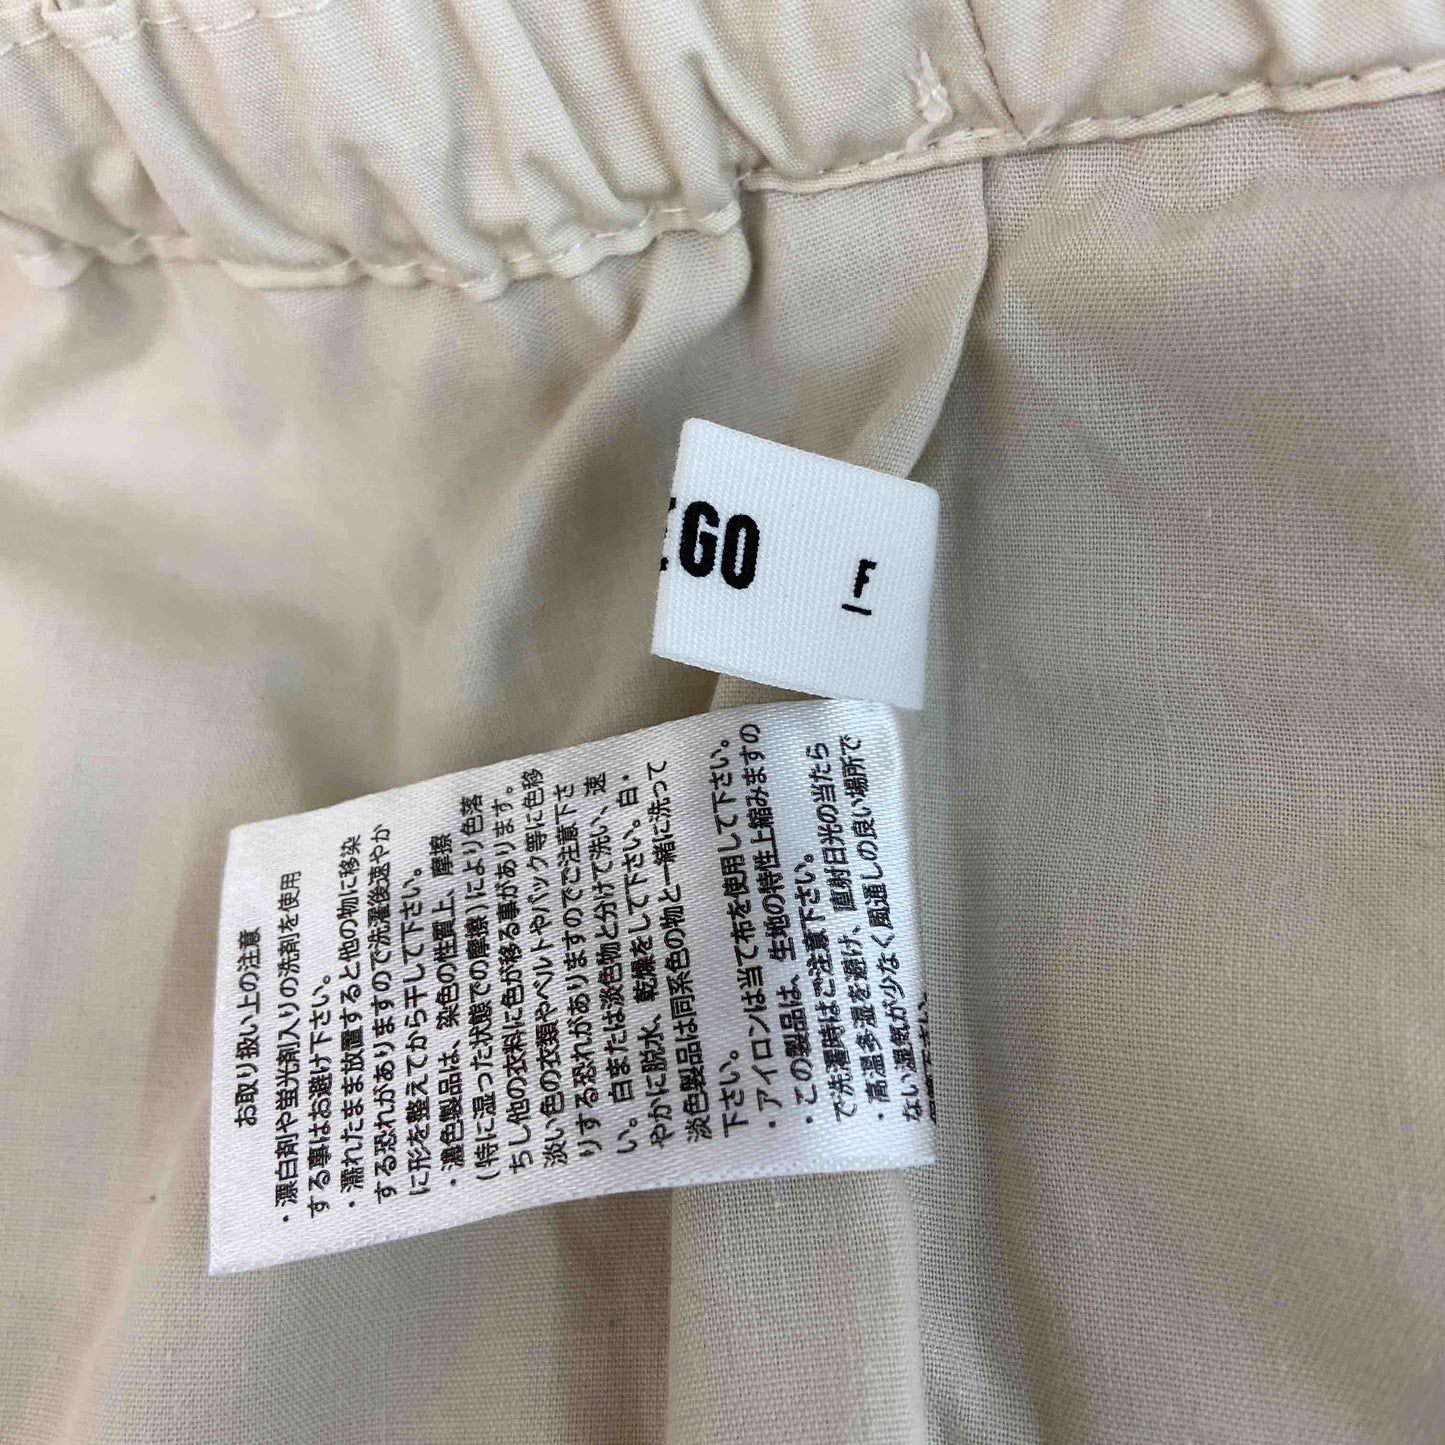 EGO
F
お取り扱い上の注意
・漂白剤や蛍光剤入りの洗剤を使用
する事はお避け下さい。
・濡れたまま放置すると他の物に移染
する恐れがありますので洗濯後速やか
に形を整えてから干して下さい。
・濃色製品は、染色の性質上、摩擦
(特に湿った状態での摩擦)により色落
ちし他の衣料に色が移る事があります。
淡い色の衣類やベルトやバック等に色移
りする恐れがありますのでご注意下さ
い。白または淡色物と分けて洗い、速
やかに脱水、乾燥をして下さい。白・
淡色製品は同系色の物と一緒に洗って
下さい。
・アイロンは当て布を使用して下さい。
・この製品は、生地の特性上縮みますの
で洗濯時はご注意下さい。
・高温多湿を避け、直射日光の当たら
ない湿気が少なく風通しの良い場所で